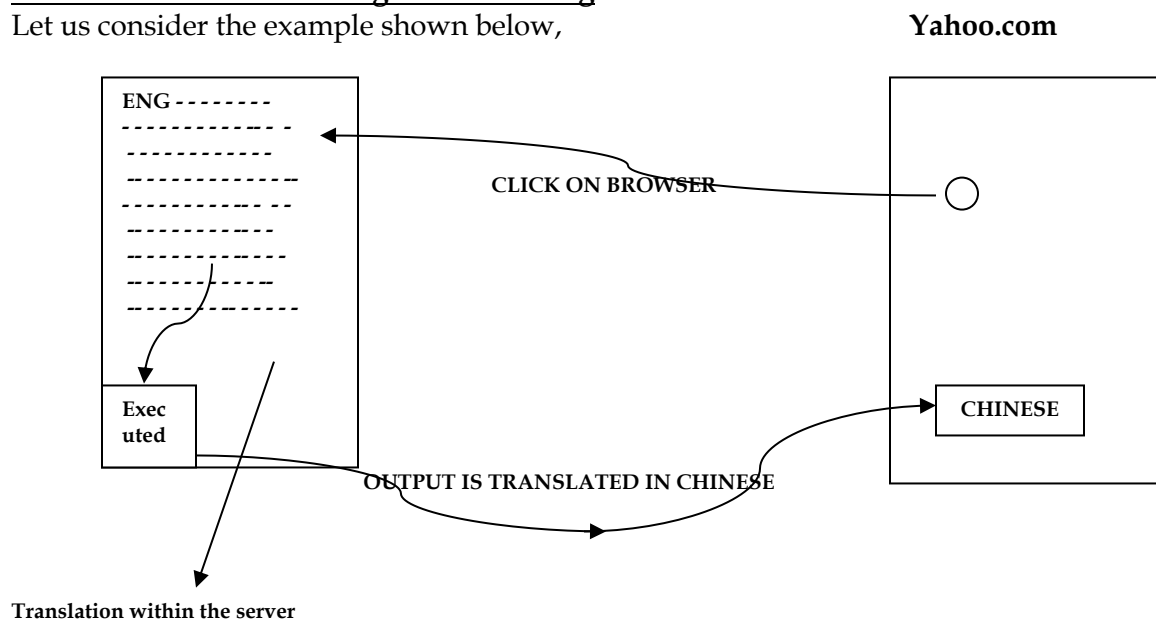 Let us consider the example shown below,
Yahoo.com
ENG - - - - - - - -
CLICK ON BROWSER
Exec
uted
CHINESE
OUTPUT IS TRANSLATED IN CHINESE
Translation within the server